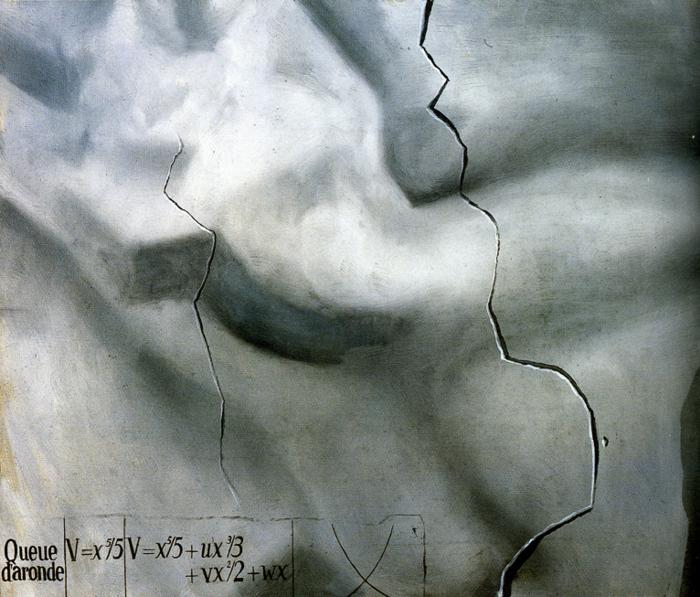 Queue
d'aronde
V=x⁵/5
V=x⁵/5+ux³/3
+vx²/2+wx